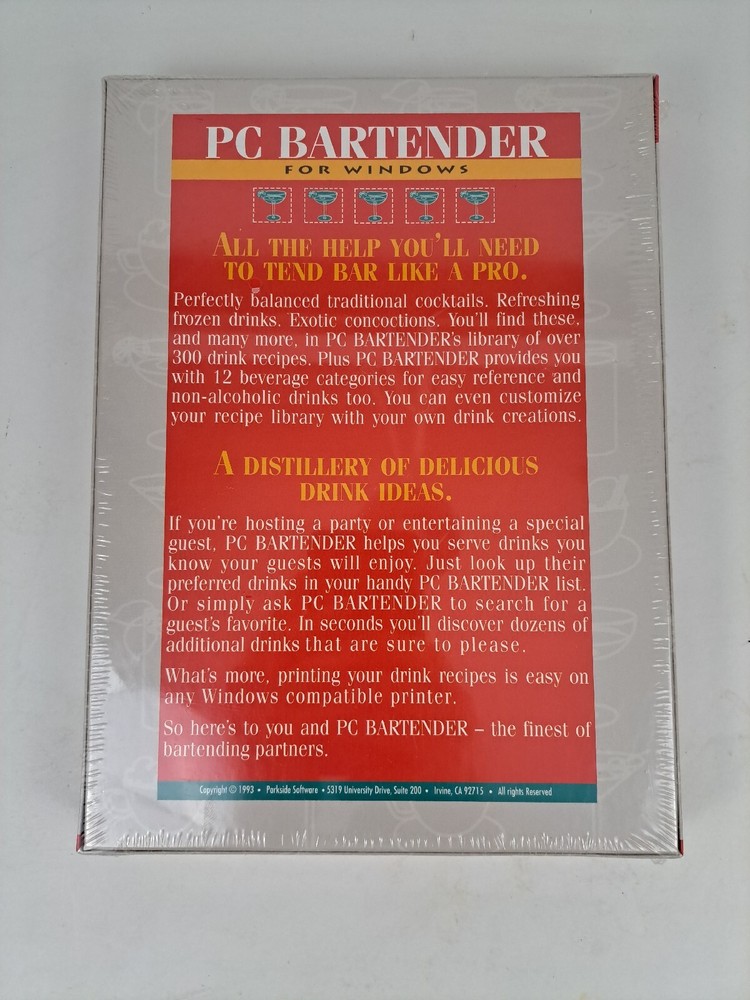 PC BARTENDER
FOR WINDOWS
ALL THE HELP YOU'LL NEED
TO TEND BAR LIKE A PRO.
Perfectly balanced traditional cocktails. Refreshing
frozen drinks. Exotic concoctions. You'll find these,
and many more, in PC BARTENDER's library of over
300 drink recipes. Plus PC BARTENDER provides you
with 12 beverage categories for easy reference and
non-alcoholic drinks too. You can even customize
your recipe library with your own drink creations.
A DISTILLERY OF DELICIOUS
DRINK IDEAS.
If you're hosting a party or entertaining a special
guest, PC BARTENDER helps you serve drinks you
know your guests will enjoy. Just look up their
preferred drinks in your handy PC BARTENDER list.
Or simply ask PC BARTENDER to search for a
guest's favorite. In seconds you'll discover dozens of
additional drinks that are sure to please.
What's more, printing your drink recipes is easy on
any Windows compatible printer.
So here's to you and PC BARTENDER – the finest of
bartending partners.
Copyright © 1993 • Parkside Software • 5319 University Drive, Suite 200 • Irvine, CA 92715 • All rights Reserved